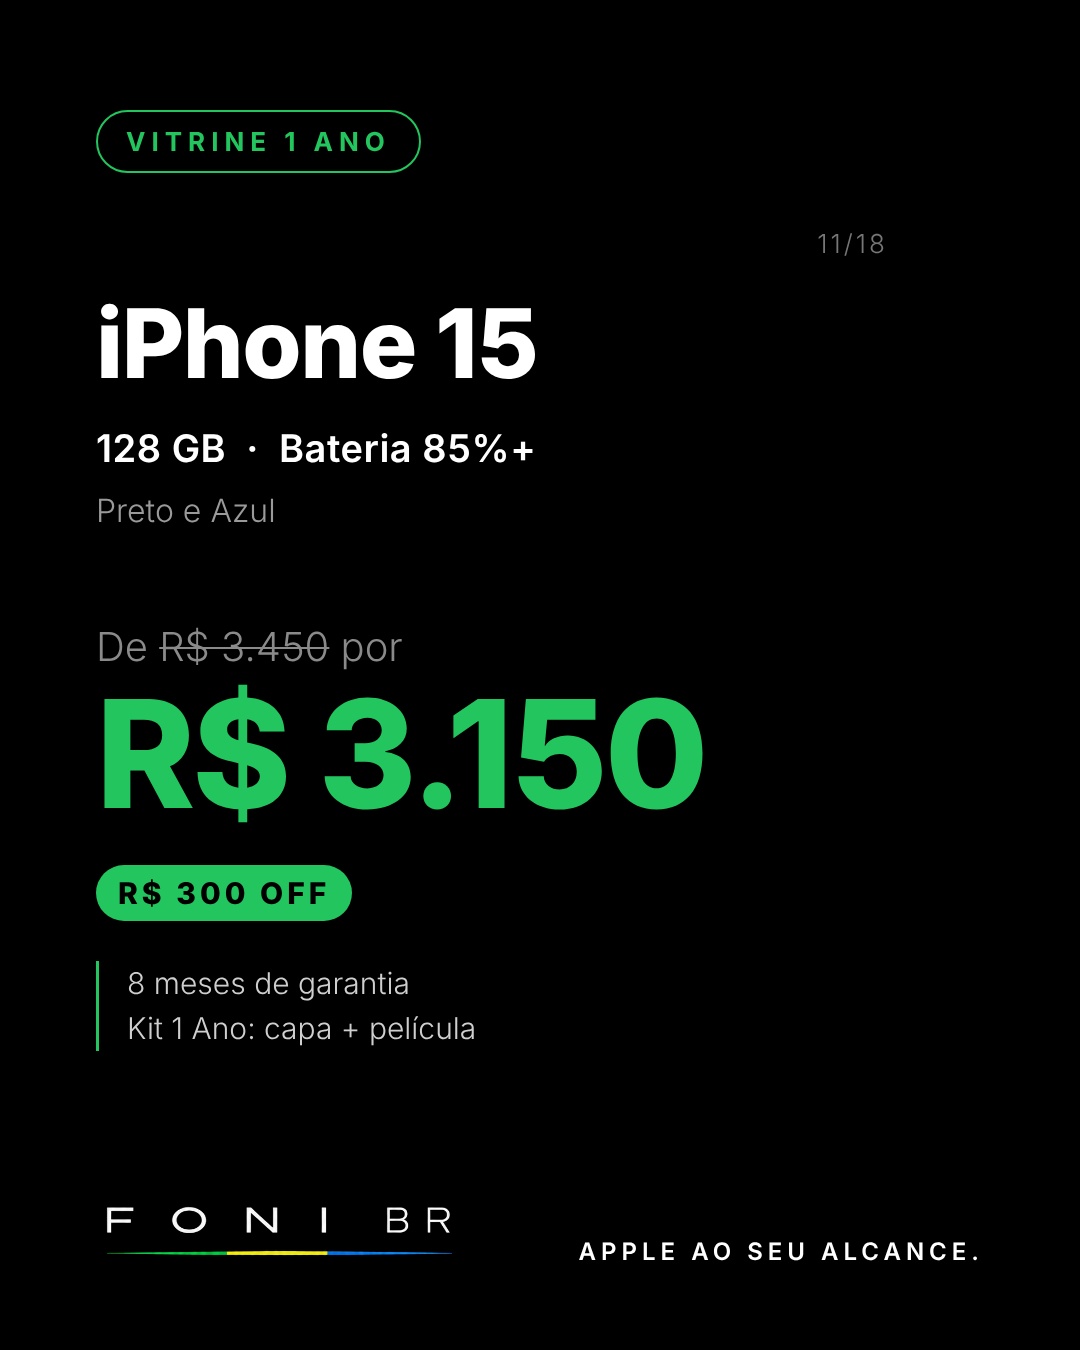 VITRINE 1 ANO
11/18
iPhone 15
128 GB · Bateria 85%+
Preto e Azul
De R$ 3.450 por
R$ 3.150
R$ 300 OFF
8 meses de garantia
Kit 1 Ano: capa + película
FONI BR
APPLE AO SEU ALCANCE.